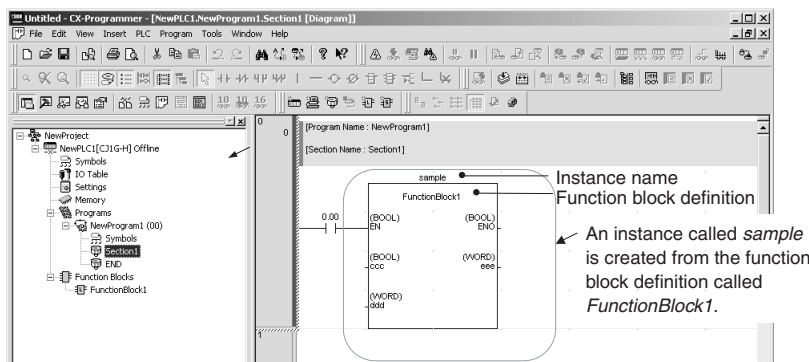 Untitled - CX-Programmer - [NewPLC1.NewProgram1.Section1 [Diagram]]
File Edit View Insert PLC Program Tools Window Help
10 10 16
NewProject
NewPLC1[CJ1G-H] Offline
Symbols
IO Table
Settings
Memory
Programs
NewProgram1 (00)
Symbols
Section1
END
Function Blocks
FunctionBlock1
0
0
[Program Name : NewProgram1]
[Section Name : Section1]
sample
FunctionBlock1
0.00
(BOOL)
EN
(BOOL)
ENO
(BOOL)
ccc
(WORD)
eee
(WORD)
ddd
1
Instance name
Function block definition
An instance called sample
is created from the function
block definition called
FunctionBlock1.